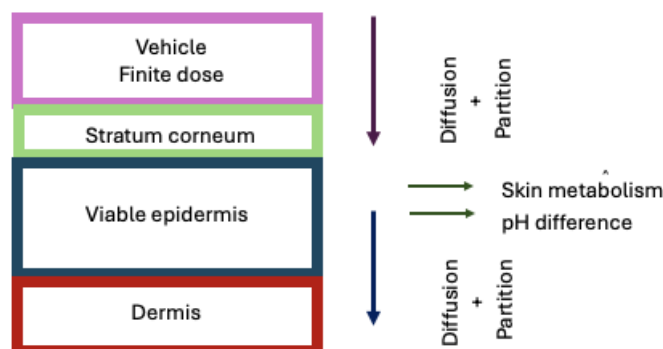 Vehicle
Finite dose
Stratum corneum
Viable epidermis
Dermis
Diffusion
+
Partition
Skin metabolism
pH difference
Diffusion
+
Partition